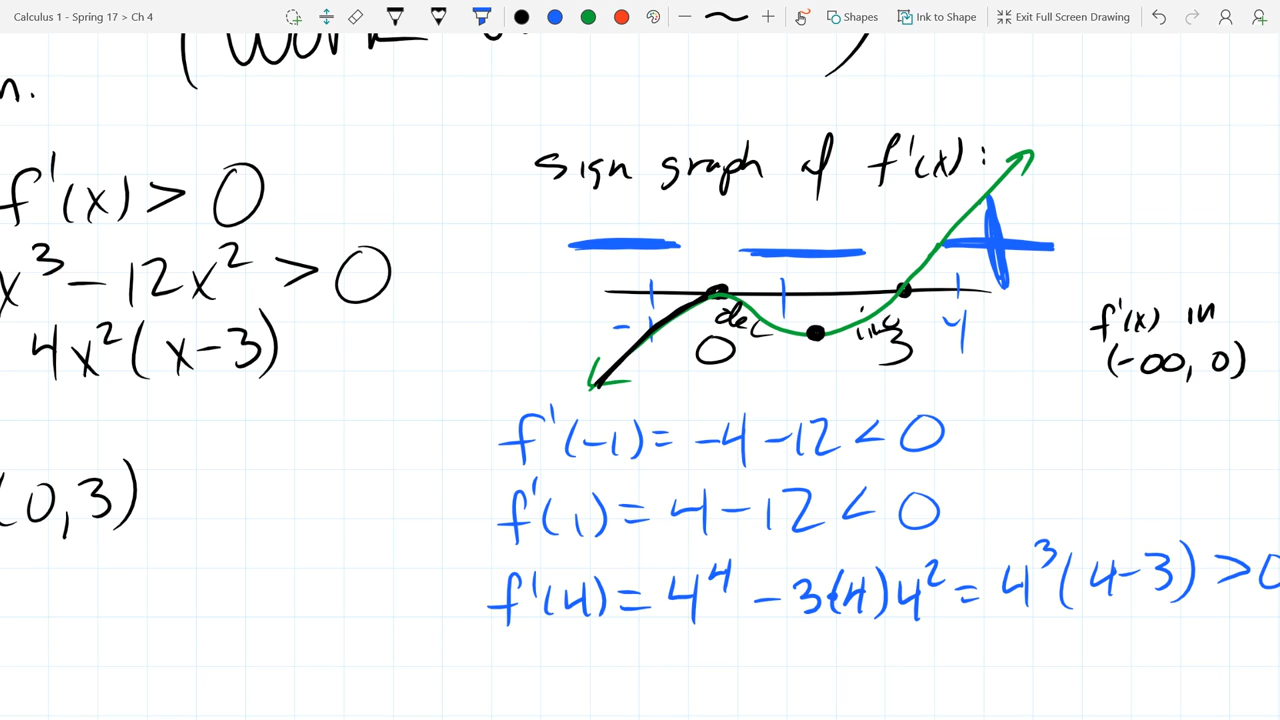 Calculus 1 - Spring 17 > Ch 4
Shapes
Ink to Shape
Exit Full Screen Drawing
(work
n.
sign graph of f'(x):
f'(x) > 0
x³ - 12x² > 0
4x²(x-3)
-1
dec
0
inc
3
4
f'(x) in
(-∞, 0)
f'(-1) = -4 - 12 < 0
(0,3)
f'(1) = 4 - 12 < 0
f'(4) = 4⁴ - 3(4)4² = 4³(4-3) > 0